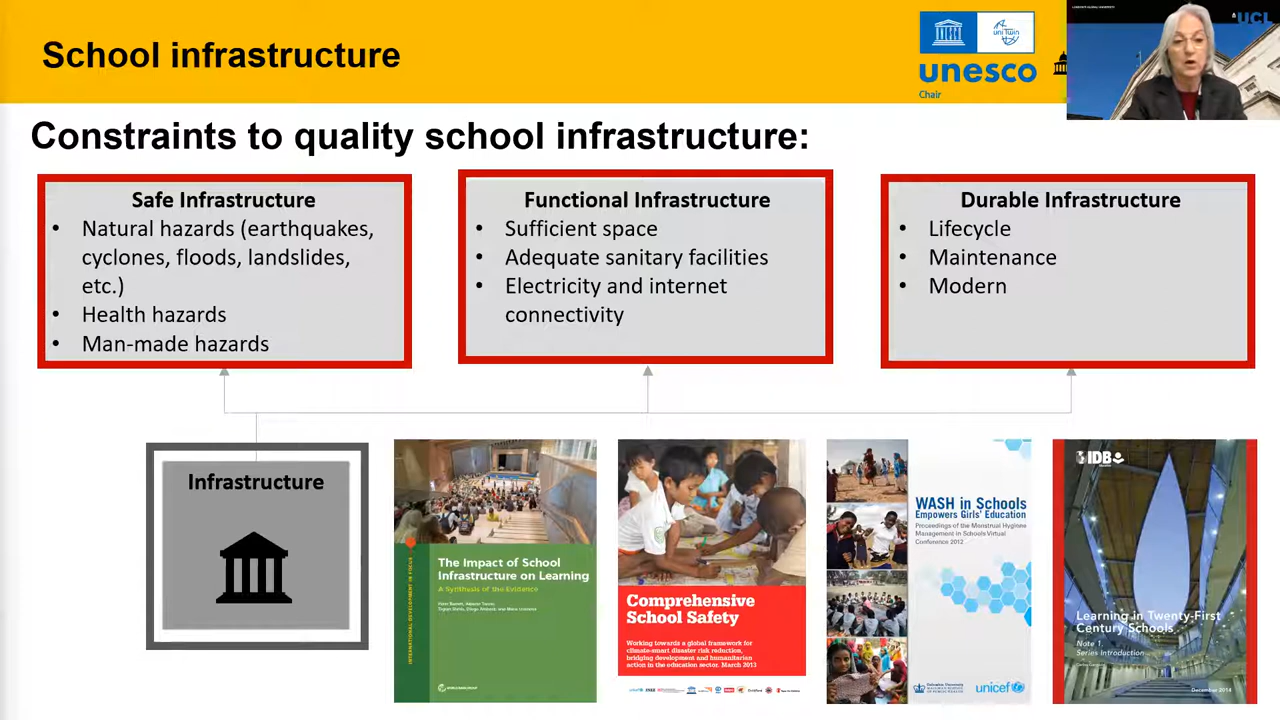 School infrastructure
uni Twin
unesco
Chair
UCL
Constraints to quality school infrastructure:
Safe Infrastructure
• Natural hazards (earthquakes,
cyclones, floods, landslides,
etc.)
• Health hazards
• Man-made hazards
Functional Infrastructure
• Sufficient space
• Adequate sanitary facilities
• Electricity and internet
connectivity
Durable Infrastructure
• Lifecycle
• Maintenance
• Modern
Infrastructure
INTERNATIONAL DEVELOPMENT IN FOCUS
The Impact of School
Infrastructure on Learning
A Synthesis of the Evidence
WORLD BANK GROUP
Comprehensive
School Safety
Working towards a global framework for
climate-smart disaster risk reduction,
bridging development and humanitarian
action in the education sector. March 2013
WASH in Schools
Empowers Girls' Education
Proceedings of the Menstrual Hygiene
Management in Schools Virtual
Conference 2012
unicef
IDB
Learning in Twenty-First
Century Schools
Note 1.
Series Introduction
December 2014